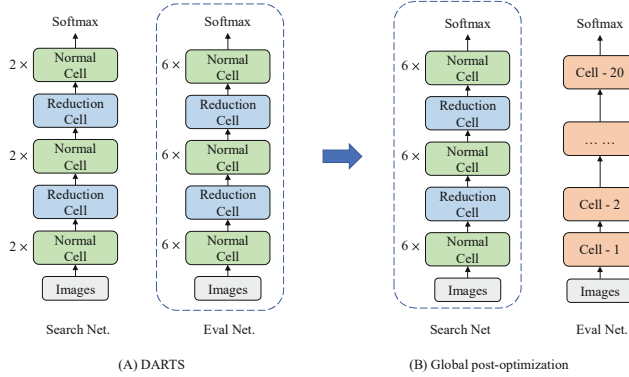 Softmax
2 × Normal Cell
Reduction Cell
2 × Normal Cell
Reduction Cell
2 × Normal Cell
Images
Search Net.
Softmax
6 × Normal Cell
Reduction Cell
6 × Normal Cell
Reduction Cell
6 × Normal Cell
Images
Eval Net.
(A) DARTS
Softmax
6 × Normal Cell
Reduction Cell
6 × Normal Cell
Reduction Cell
6 × Normal Cell
Images
Search Net
Softmax
Cell - 20
... ...
Cell - 2
Cell - 1
Images
Eval Net.
(B) Global post-optimization